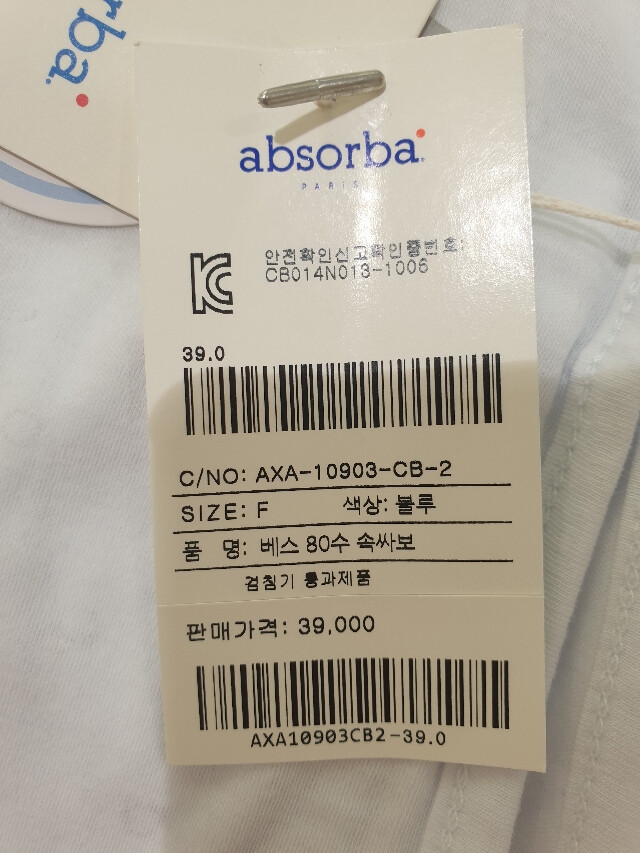 rba.
absorba
PARIS
안전확인신고확인증번호:
CB014N013-1006
39.0
C/NO: AXA-10903-CB-2
SIZE: F 색상: 블루
품 명: 베스 80수 속싸보
검침기 통과제품
판매가격: 39,000
AXA10903CB2-39.0